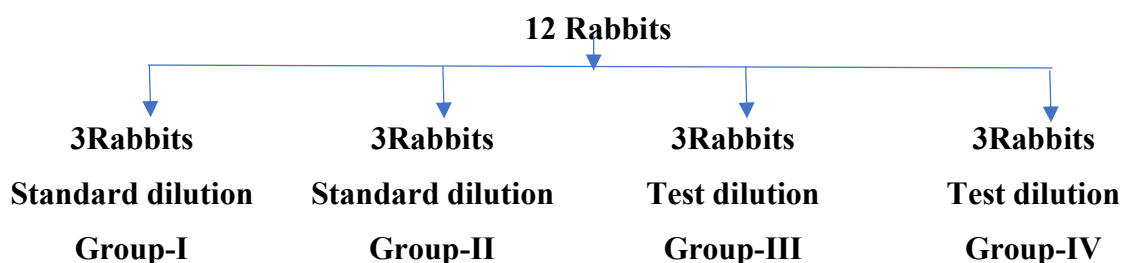 12 Rabbits
3Rabbits 3Rabbits 3Rabbits 3Rabbits
Standard dilution Standard dilution Test dilution Test dilution
Group-I Group-II Group-III Group-IV